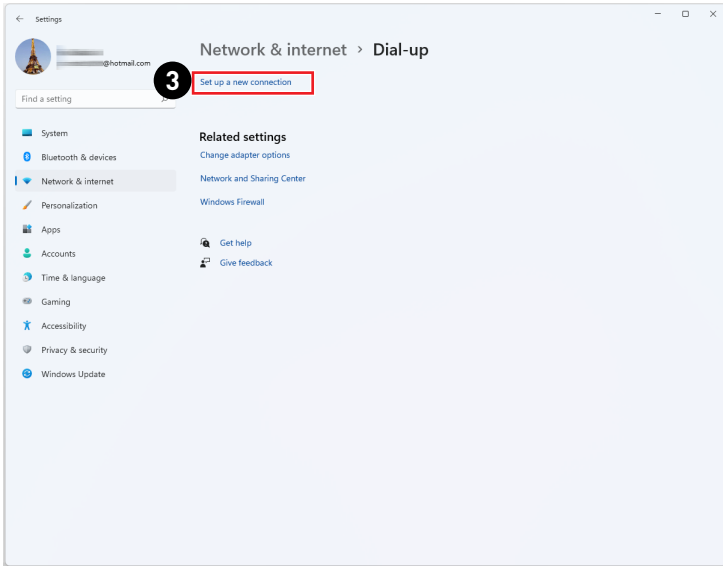 Settings
@hotmail.com
Find a setting
System
Bluetooth & devices
Network & internet
Personalization
Apps
Accounts
Time & language
Gaming
Accessibility
Privacy & security
Windows Update
Network & internet > Dial-up
3
Set up a new connection
Related settings
Change adapter options
Network and Sharing Center
Windows Firewall
Get help
Give feedback